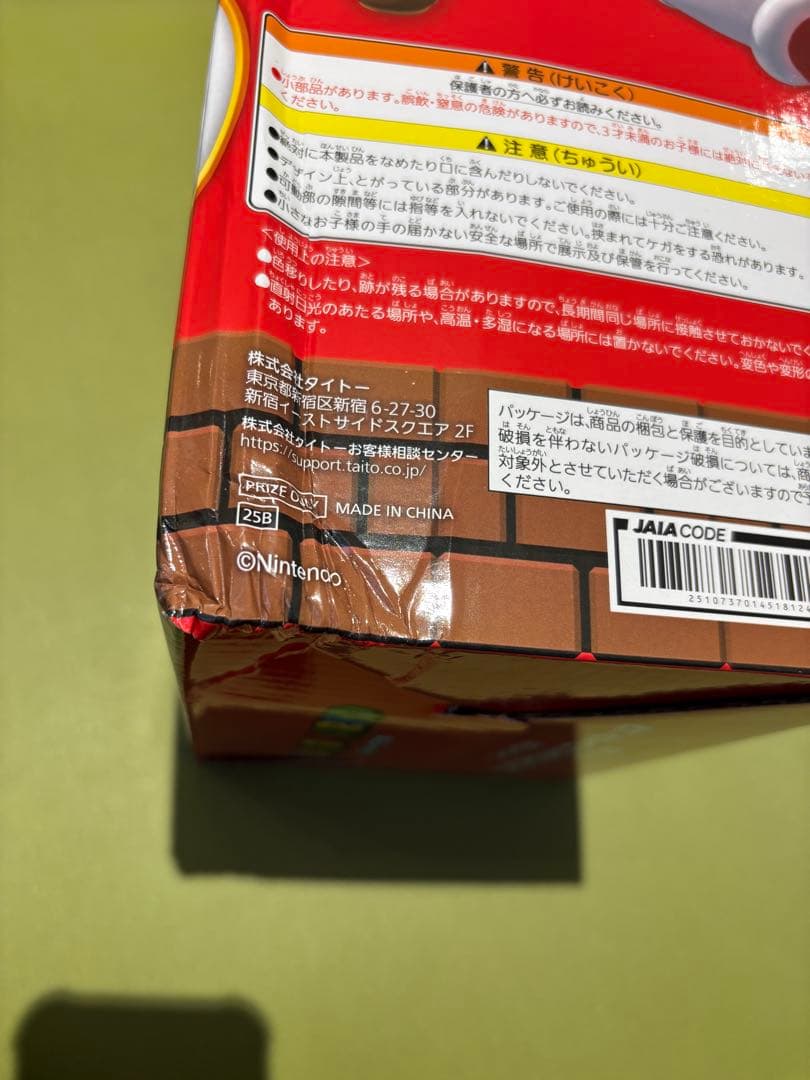 ⚠ 警告(けいこく)
保護者の方へ必ずお読みください。
●小部品があります。誤飲・窒息の危険がありますので、3才未満のお子様には絶対に
ください。
⚠ 注意(ちゅうい)
●絶対に本製品をなめたり口に含んだりしないでください。
●デザイン上、とがっている部分があります。ご使用の際には十分ご注意ください。
●可動部の隙間等には指等を入れないでください。挟まれてケガをする恐れがあります。
●小さなお子様の手の届かない安全な場所で展示及び保管を行ってください。
<使用上の注意>
●色移りしたり、跡が残る場合がありますので、長期間同じ場所に接触させておかないでく
●直射日光のあたる場所や、高温・多湿になる場所には置かないでください。変色や変形の
あります。
株式会社タイトー
東京都新宿区新宿 6-27-30
新宿イーストサイドスクエア 2F
株式会社タイトーお客様相談センター
https://support.taito.co.jp/
PRIZE ONLY MADE IN CHINA
25B
©Nintendo
パッケージは、商品の梱包と保護を目的としていま
破損を伴わないパッケージ破損については、商
対象外とさせていただく場合がございますので
ください。
JAIA CODE
2510737014518124